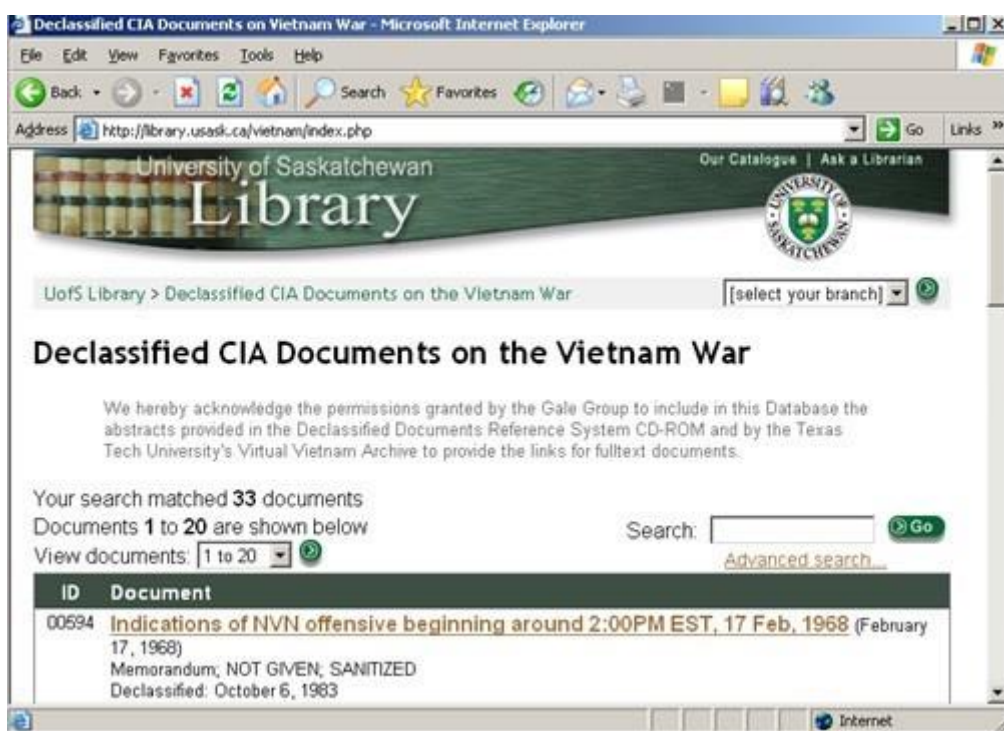 Declassified CIA Documents on Vietnam War - Microsoft Internet Explorer
File Edit View Favorites Tools Help
Back Search Favorites
Address http://library.usask.ca/vietnam/index.php Go Links »
University of Saskatchewan
Library
Our Catalogue | Ask a Librarian
UNIVERSITY OF SASKATCHEWAN
UofS Library > Declassified CIA Documents on the Vietnam War [select your branch]
Declassified CIA Documents on the Vietnam War
We hereby acknowledge the permissions granted by the Gale Group to include in this Database the
abstracts provided in the Declassified Documents Reference System CD-ROM and by the Texas
Tech University's Virtual Vietnam Archive to provide the links for fulltext documents.
Your search matched 33 documents
Documents 1 to 20 are shown below
Search: Go
View documents: 1 to 20
Advanced search...
ID Document
00594 Indications of NVN offensive beginning around 2:00PM EST, 17 Feb, 1968 (February
17, 1968)
Memorandum; NOT GIVEN; SANITIZED
Declassified: October 6, 1983
Internet